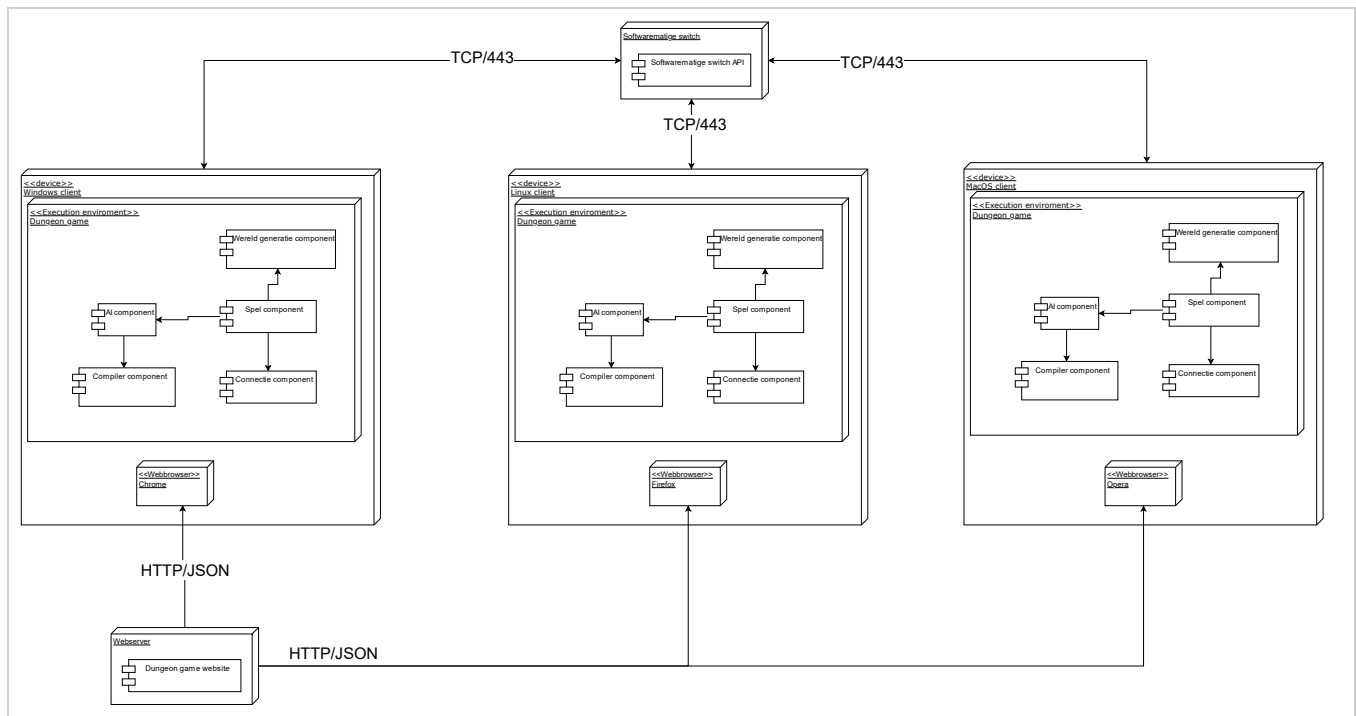 Softwarematige switch
Softwarematige switch API
TCP/443
TCP/443
TCP/443
<<device>>
Windows client
<<Execution enviroment>>
Dungeon game
Wereld generatie component
AI component
Spel component
Compiler component
Connectie component
<<Webbrowser>>
Chrome
<<device>>
Linux client
<<Execution enviroment>>
Dungeon game
Wereld generatie component
AI component
Spel component
Compiler component
Connectie component
<<Webbrowser>>
Firefox
<<device>>
MacOS client
<<Execution enviroment>>
Dungeon game
Wereld generatie component
AI component
Spel component
Compiler component
Connectie component
<<Webbrowser>>
Opera
HTTP/JSON
Webserver
Dungeon game website
HTTP/JSON